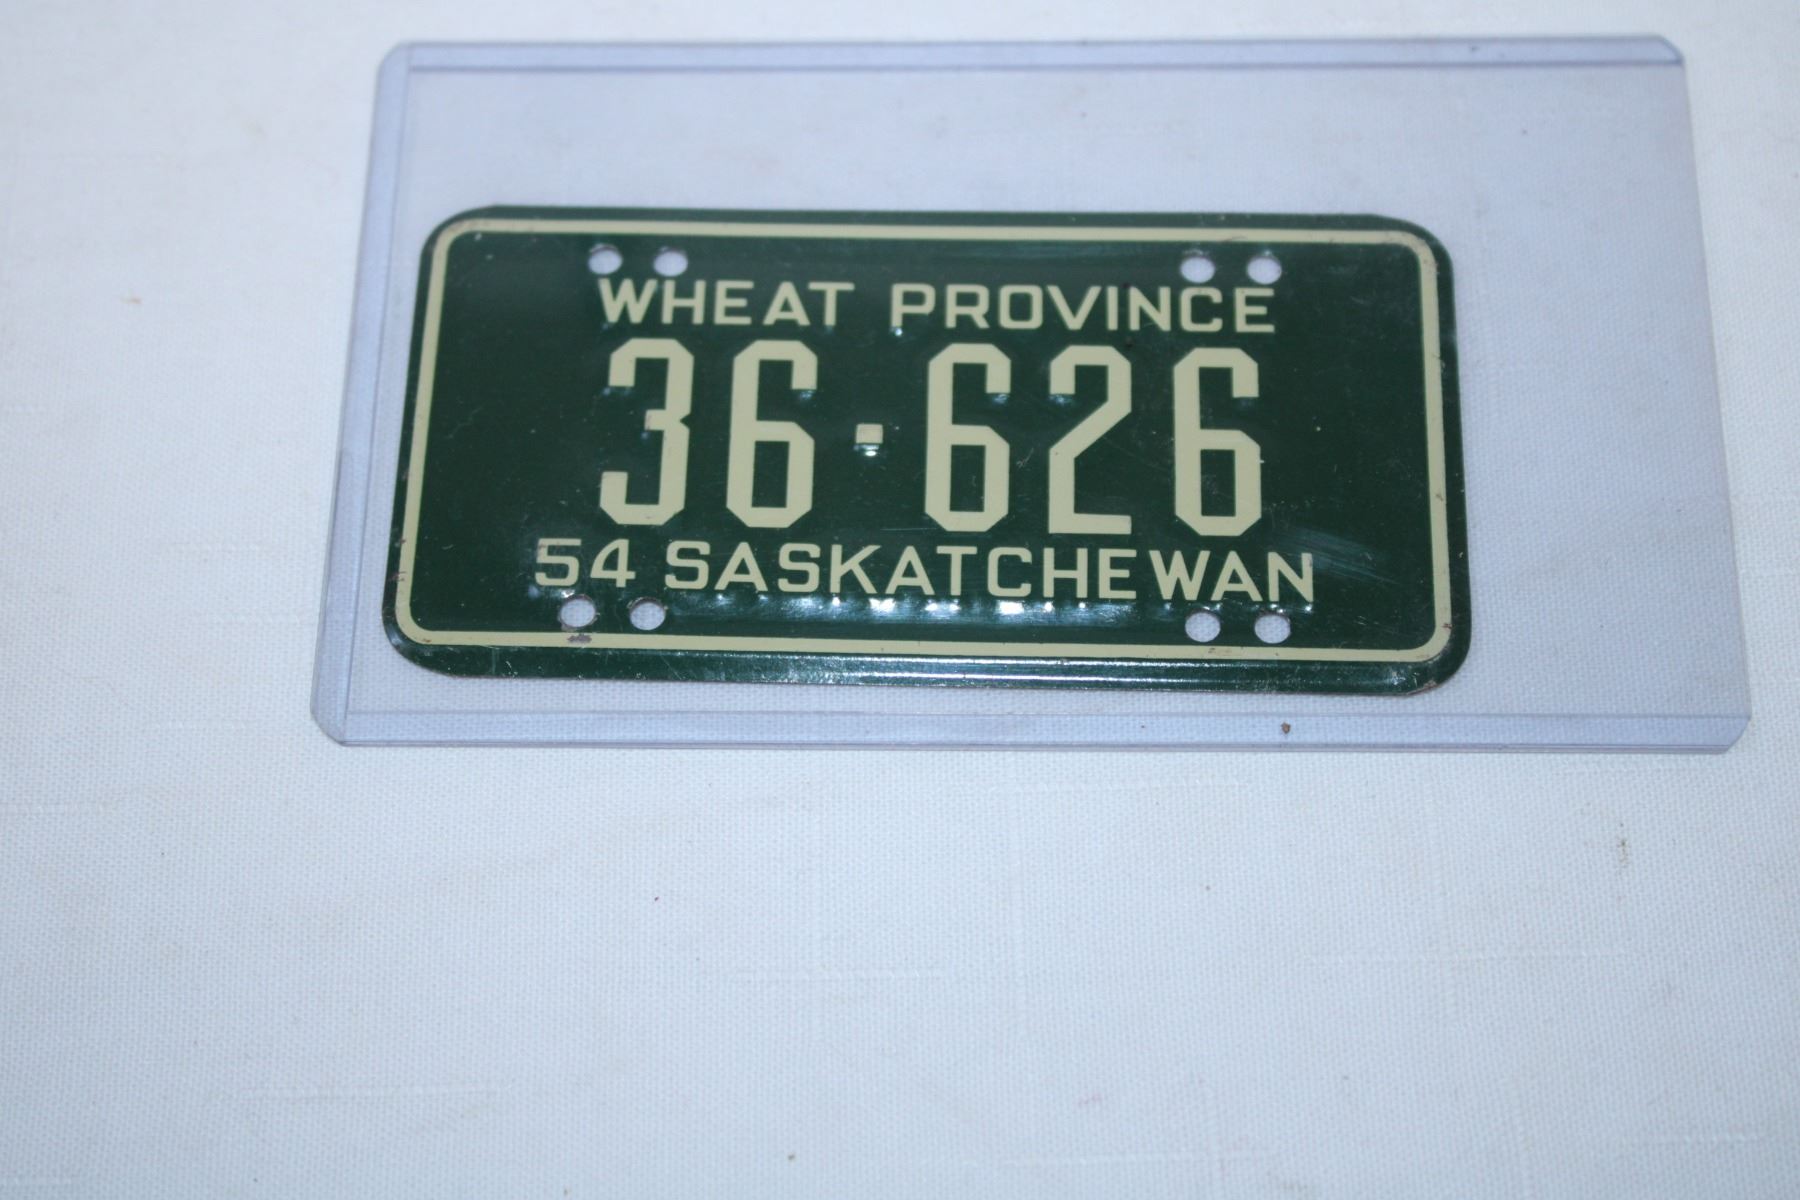 WHEAT PROVINCE
36·626
54 SASKATCHEWAN